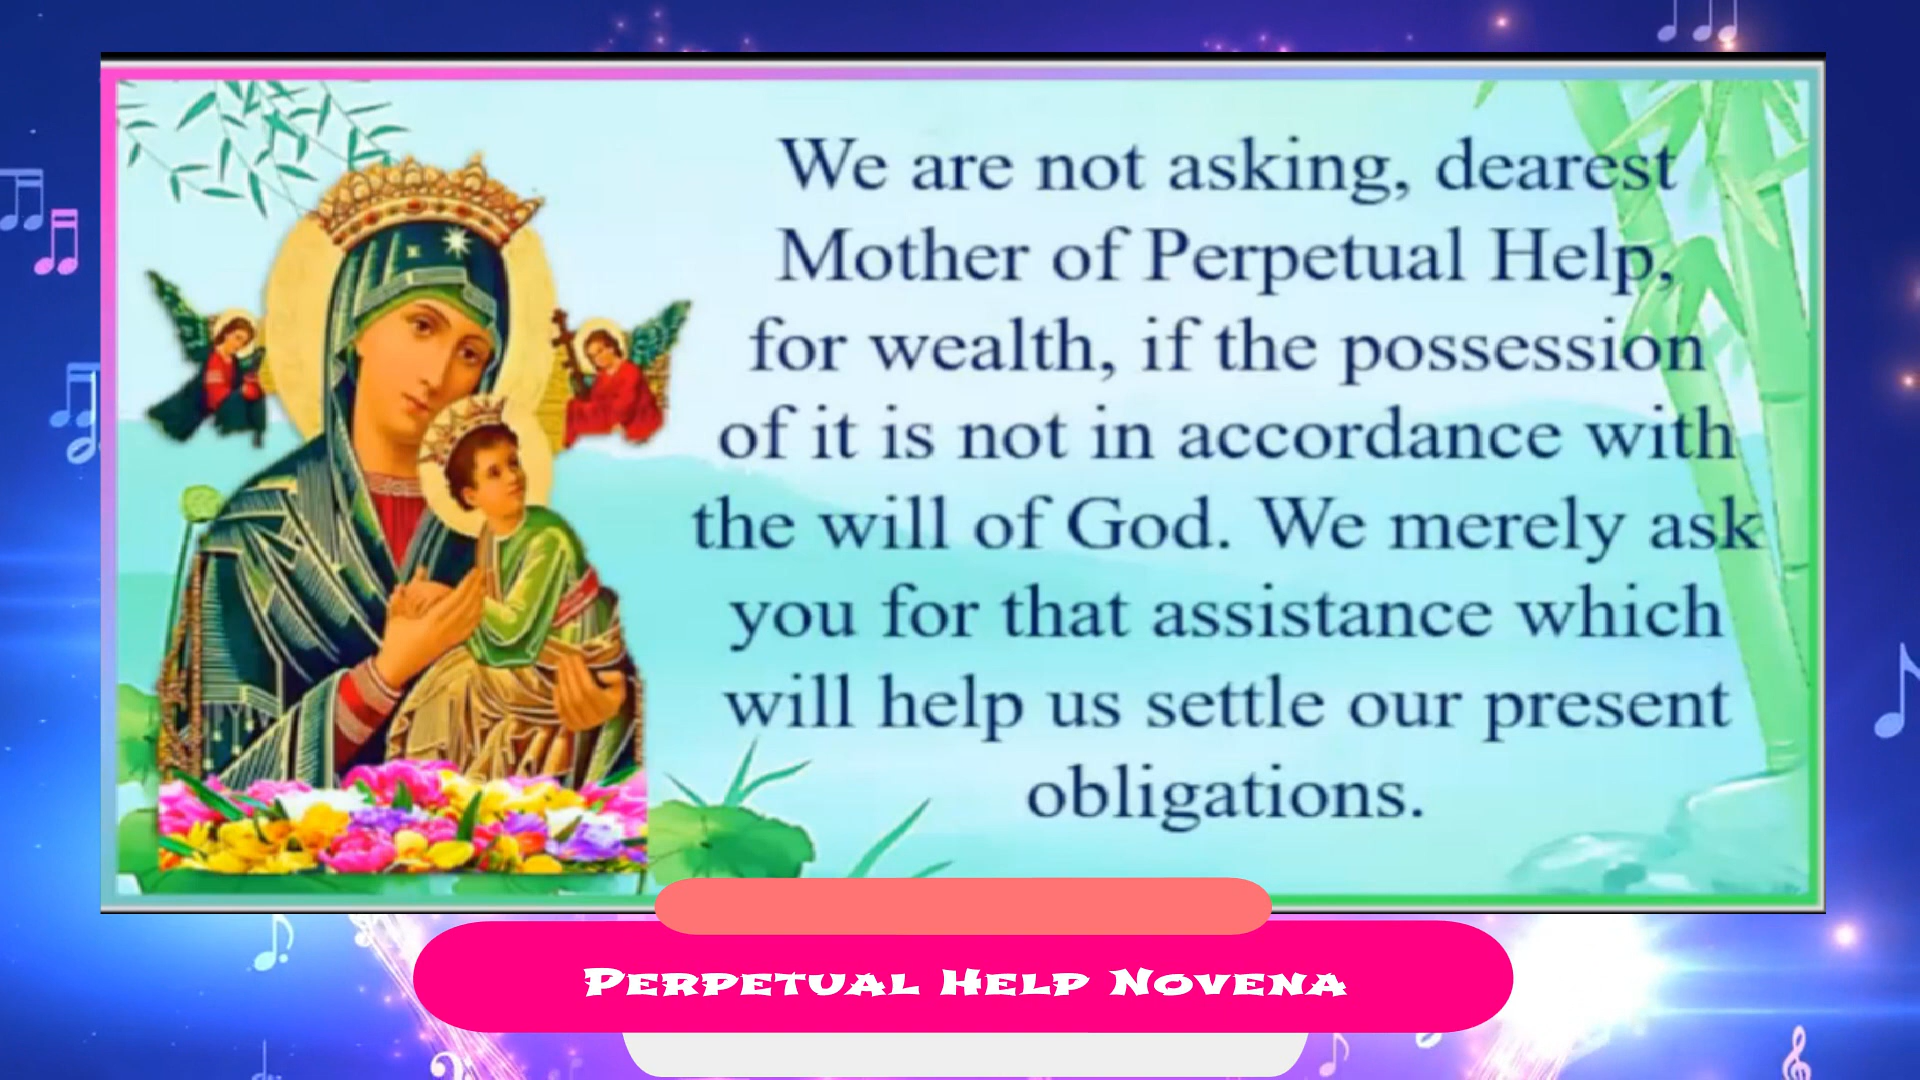 We are not asking, dearest
Mother of Perpetual Help,
for wealth, if the possession
of it is not in accordance with
the will of God. We merely ask
you for that assistance which
will help us settle our present
obligations.
Perpetual Help Novena